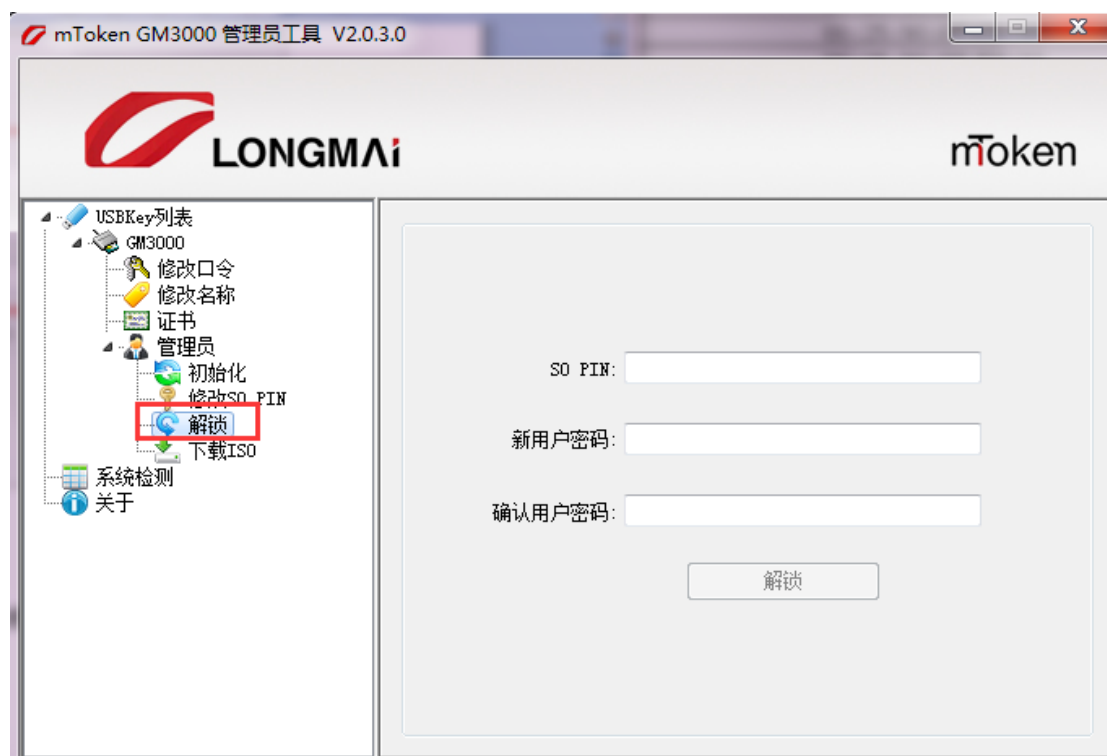 mToken GM3000 管理员工具 V2.0.3.0
LONGMAi
mToken
USBKey列表
GM3000
修改口令
修改名称
证书
管理员
初始化
修改SO PIN
解锁
下载ISO
系统检测
关于
SO PIN:
新用户密码:
确认用户密码:
解锁